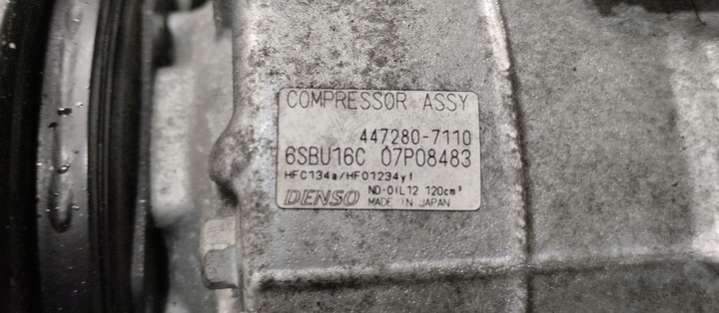 COMPRESSOR ASSY
447280-7110
6SBU16C 07P08483
HFC134a/HFO1234yf
DENSO ND-OIL12 120cm³
MADE IN JAPAN